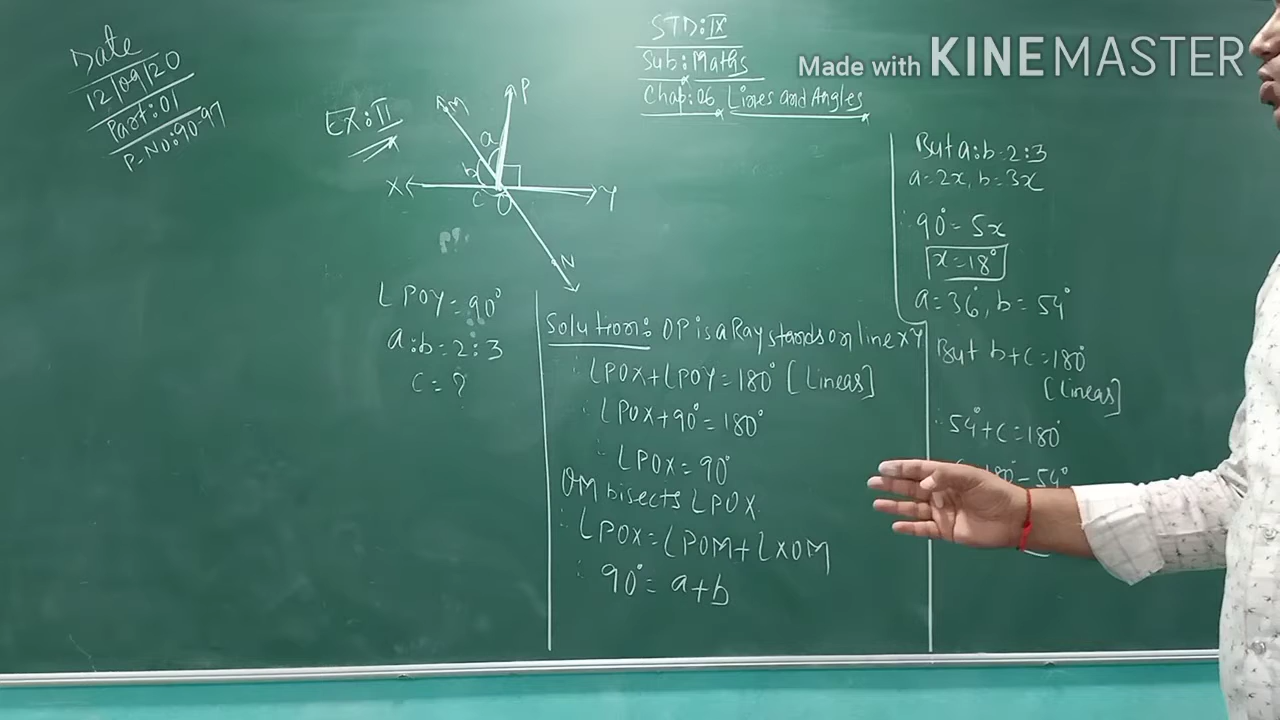 Date
12/09/20
Part:01
P-NO:90-97
STD:IX
Sub:Maths
Chap:06 Lines and Angles
Made with KINEMASTER
EX:II
M
P
a
b
X
Y
c
O
N
∠POY=90°
a:b=2:3
c=?
Solution: OP is a Ray stands on line XY
∴ ∠POX+∠POY=180° [Linear]
∴ ∠POX+90°=180°
∴ ∠POX=90°
OM bisects ∠POX.
∴ ∠POX=∠POM+∠XOM
∴ 90°=a+b
But a:b=2:3
a=2x, b=3x
∴ 90°=5x
x=18°
a=36°, b=54°
But b+c=180°
[Linear]
∴ 54°+c=180°
180°-54°